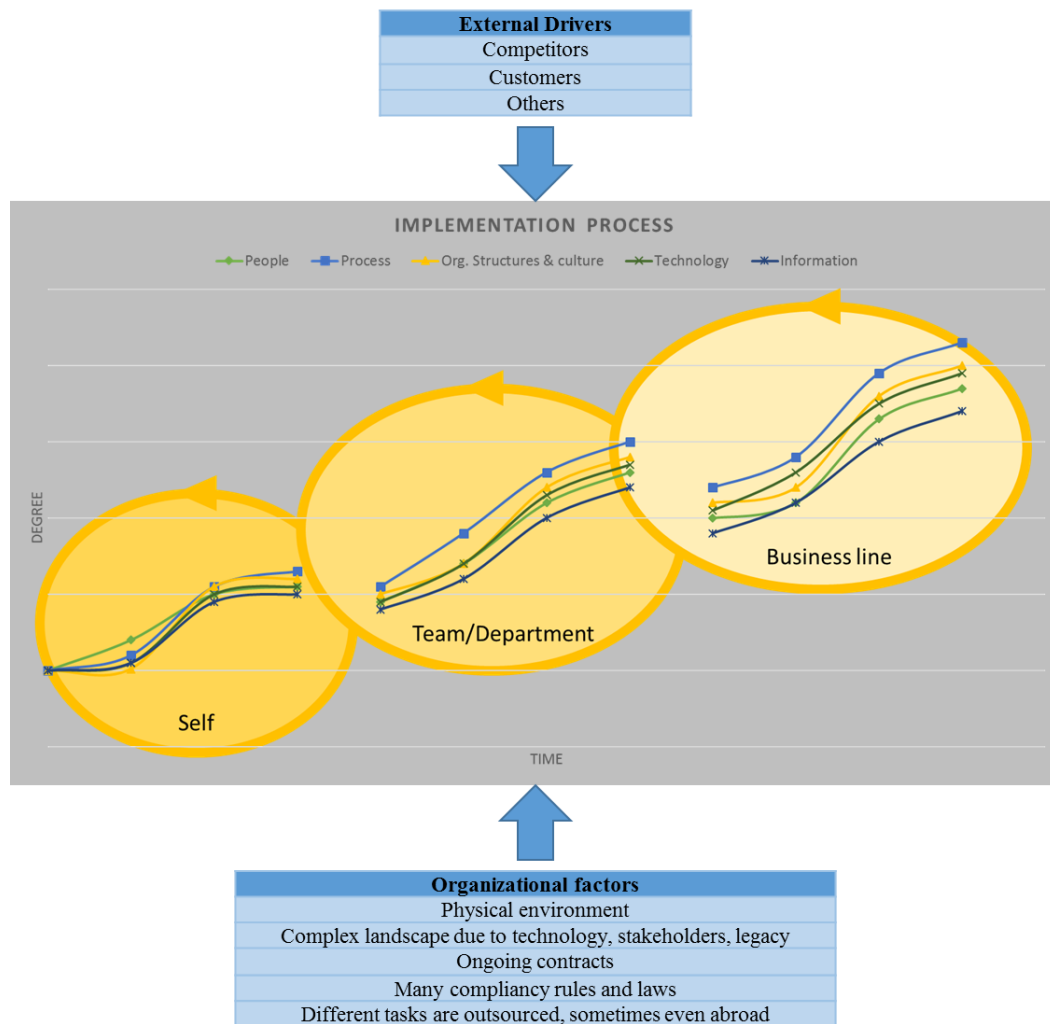 External Drivers
Competitors
Customers
Others
IMPLEMENTATION PROCESS
People Process Org. Structures & culture Technology Information
DEGREE
Business line
Team/Department
Self
TIME
Organizational factors
Physical environment
Complex landscape due to technology, stakeholders, legacy
Ongoing contracts
Many compliancy rules and laws
Different tasks are outsourced, sometimes even abroad